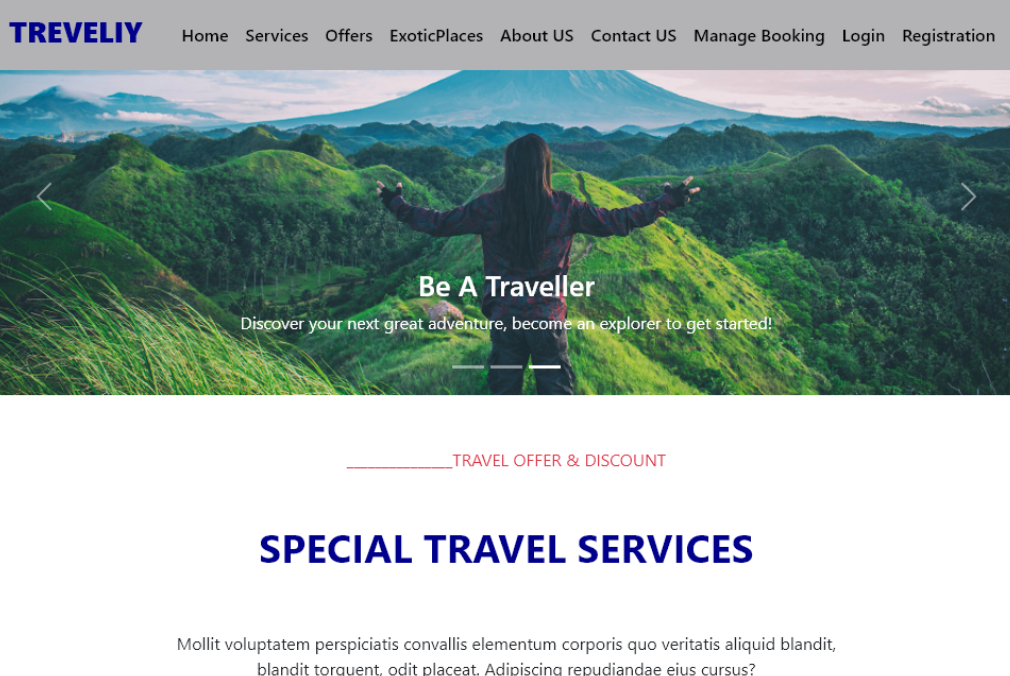 TREVELIY
Home Services Offers ExoticPlaces About US Contact US Manage Booking Login Registration
Be A Traveller
Discover your next great adventure, become an explorer to get started!
_______________TRAVEL OFFER & DISCOUNT
SPECIAL TRAVEL SERVICES
Mollit voluptatem perspiciatis convallis elementum corporis quo veritatis aliquid blandit,
blandit torquent, odit placeat. Adipiscing repudiandae eius cursus?